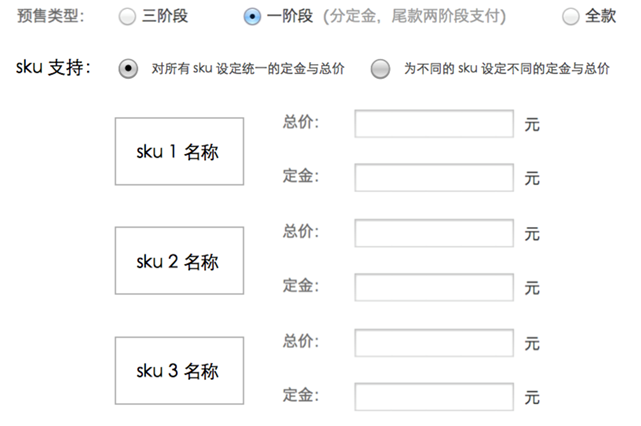 预售类型： 三阶段 一阶段 (分定金，尾款两阶段支付) 全款
sku 支持： 对所有 sku 设定统一的定金与总价 为不同的 sku 设定不同的定金与总价
总价： 元
sku 1 名称
定金： 元
总价： 元
sku 2 名称
定金： 元
总价： 元
sku 3 名称
定金： 元